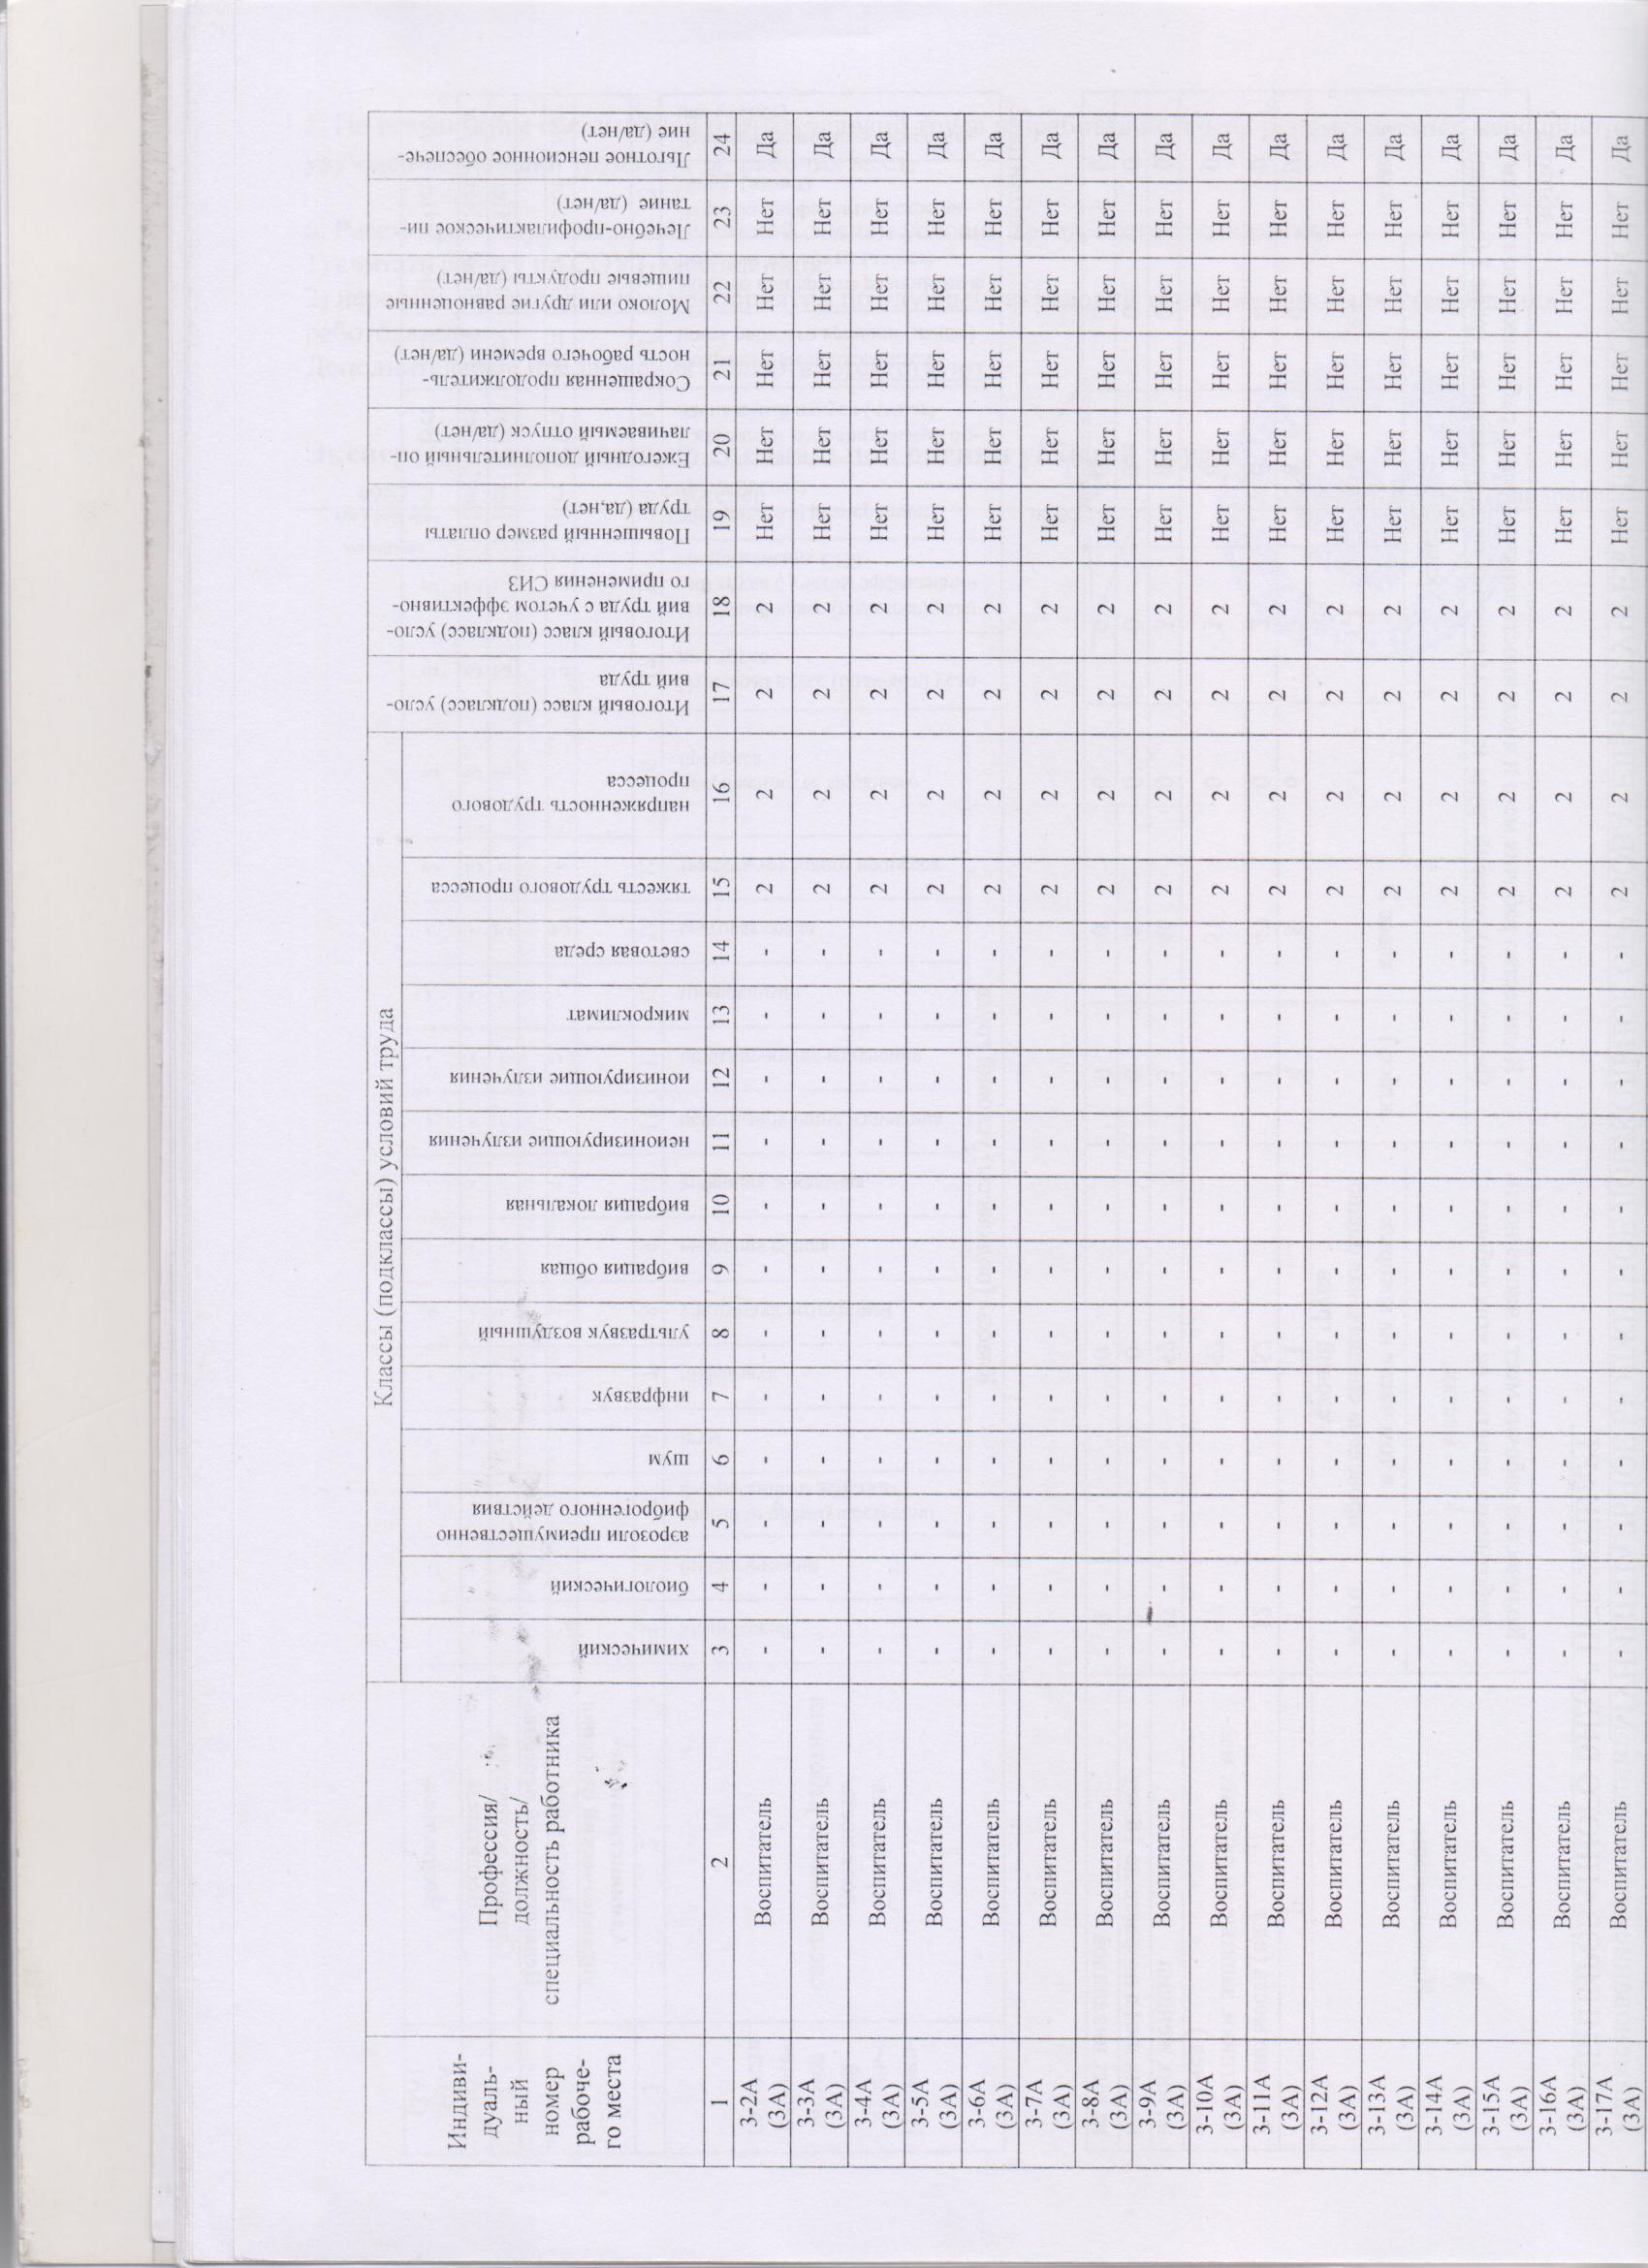 Индиви-
дуаль-
ный
номер
рабоче-
го места
Профессия/
должность/
специальность работника
Классы (подклассы) условий труда
химический
биологический
аэрозоли преимущественно
фиброгенного действия
шум
инфразвук
ультразвук воздушный
вибрация общая
вибрация локальная
неионизирующие излучения
ионизирующие излучения
микроклимат
световая среда
тяжесть трудового процесса
напряженность трудового
процесса
Итоговый класс (подкласс) усло-
вий труда
Итоговый класс (подкласс) усло-
вий труда с учетом эффективно-
го применения СИЗ
Повышенный размер оплаты
труда (да,нет)
Ежегодный дополнительный оп-
лачиваемый отпуск (да/нет)
Сокращенная продолжитель-
ность рабочего времени (да/нет)
Молоко или другие равноценные
пищевые продукты (да/нет)
Лечебно-профилактическое пи-
тание (да/нет)
Льготное пенсионное обеспече-
ние (да/нет)
1 2 3 4 5 6 7 8 9 10 11 12 13 14 15 16 17 18 19 20 21 22 23 24
3-2А (3А) Воспитатель - - - - - - - - - - - - 2 2 2 2 Нет Нет Нет Нет Нет Да
3-3А (3А) Воспитатель - - - - - - - - - - - - 2 2 2 2 Нет Нет Нет Нет Нет Да
3-4А (3А) Воспитатель - - - - - - - - - - - - 2 2 2 2 Нет Нет Нет Нет Нет Да
3-5А (3А) Воспитатель - - - - - - - - - - - - 2 2 2 2 Нет Нет Нет Нет Нет Да
3-6А (3А) Воспитатель - - - - - - - - - - - - 2 2 2 2 Нет Нет Нет Нет Нет Да
3-7А (3А) Воспитатель - - - - - - - - - - - - 2 2 2 2 Нет Нет Нет Нет Нет Да
3-8А (3А) Воспитатель - - - - - - - - - - - - 2 2 2 2 Нет Нет Нет Нет Нет Да
3-9А (3А) Воспитатель - - - - - - - - - - - - 2 2 2 2 Нет Нет Нет Нет Нет Да
3-10А (3А) Воспитатель - - - - - - - - - - - - 2 2 2 2 Нет Нет Нет Нет Нет Да
3-11А (3А) Воспитатель - - - - - - - - - - - - 2 2 2 2 Нет Нет Нет Нет Нет Да
3-12А (3А) Воспитатель - - - - - - - - - - - - 2 2 2 2 Нет Нет Нет Нет Нет Да
3-13А (3А) Воспитатель - - - - - - - - - - - - 2 2 2 2 Нет Нет Нет Нет Нет Да
3-14А (3А) Воспитатель - - - - - - - - - - - - 2 2 2 2 Нет Нет Нет Нет Нет Да
3-15А (3А) Воспитатель - - - - - - - - - - - - 2 2 2 2 Нет Нет Нет Нет Нет Да
3-16А (3А) Воспитатель - - - - - - - - - - - - 2 2 2 2 Нет Нет Нет Нет Нет Да
3-17А (3А) Воспитатель - - - - - - - - - - - - 2 2 2 2 Нет Нет Нет Нет Нет Да